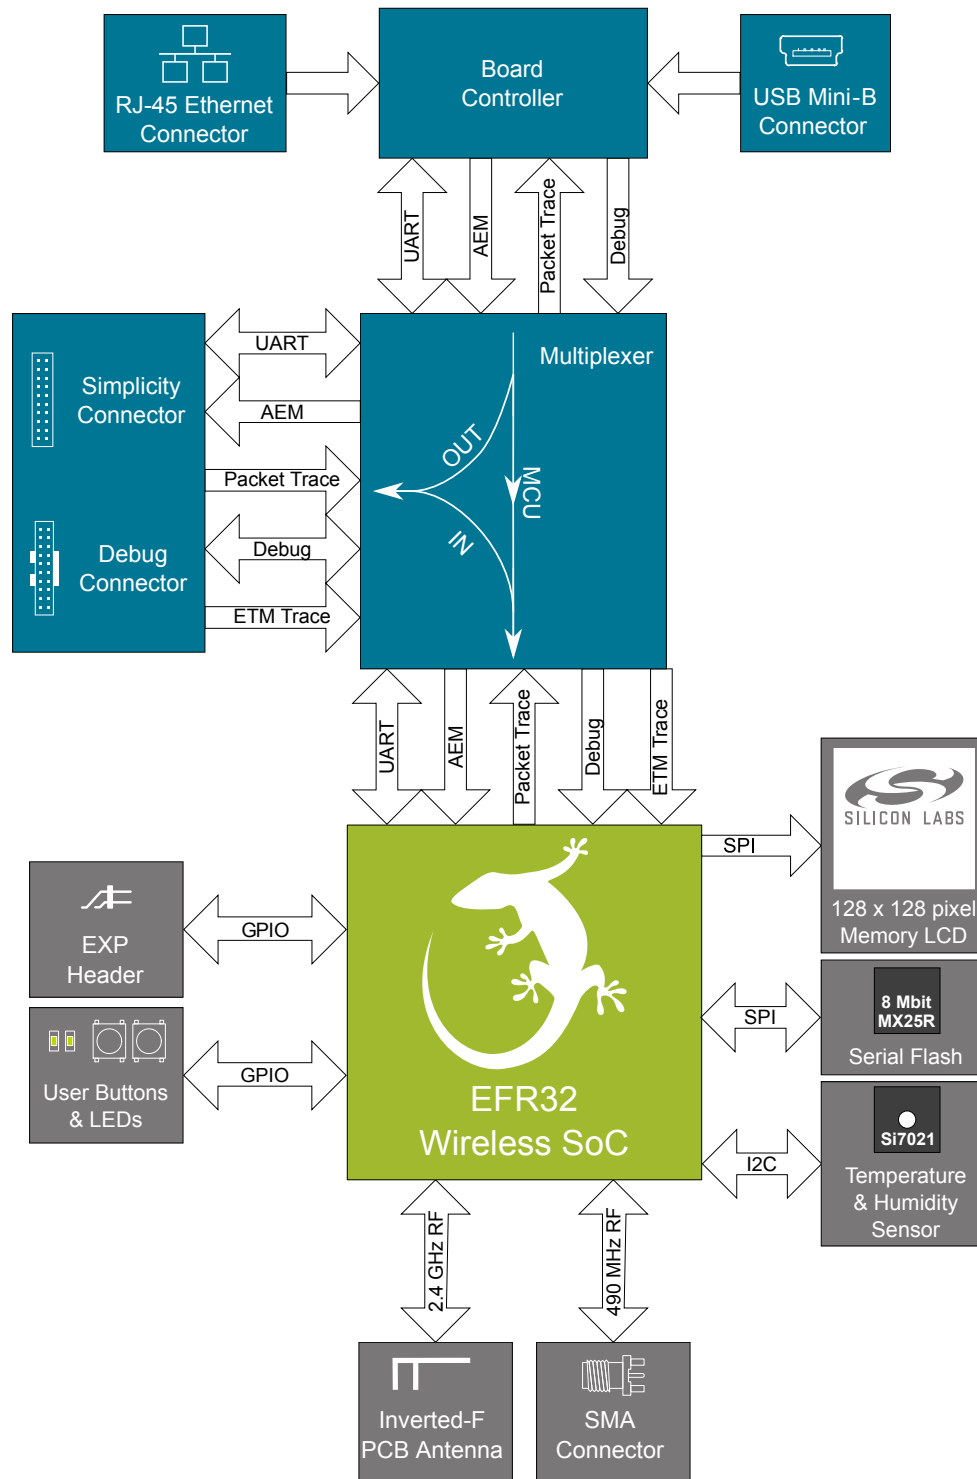 RJ-45 Ethernet
Connector
Board
Controller
USB Mini-B
Connector
UART
AEM
Packet Trace
Debug
Simplicity
Connector
Debug
Connector
UART
AEM
Packet Trace
Debug
ETM Trace
Multiplexer
OUT
MCU
IN
UART
AEM
Packet Trace
Debug
ETM Trace
SPI
SILICON LABS
128 x 128 pixel
Memory LCD
EXP
Header
GPIO
SPI
8 Mbit
MX25R
Serial Flash
User Buttons
& LEDs
GPIO
EFR32
Wireless SoC
I2C
Si7021
Temperature
& Humidity
Sensor
2.4 GHz RF
490 MHz RF
Inverted-F
PCB Antenna
SMA
Connector